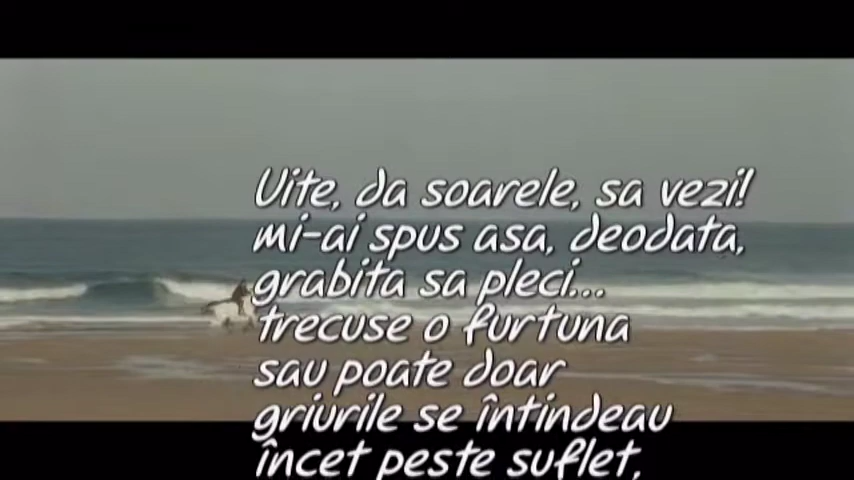 Uite, da soarele, sa vezi!
mi-ai spus asa, deodata,
grabita sa pleci...
trecuse o furtuna
sau poate doar
griurile se întindeau
încet peste suflet,